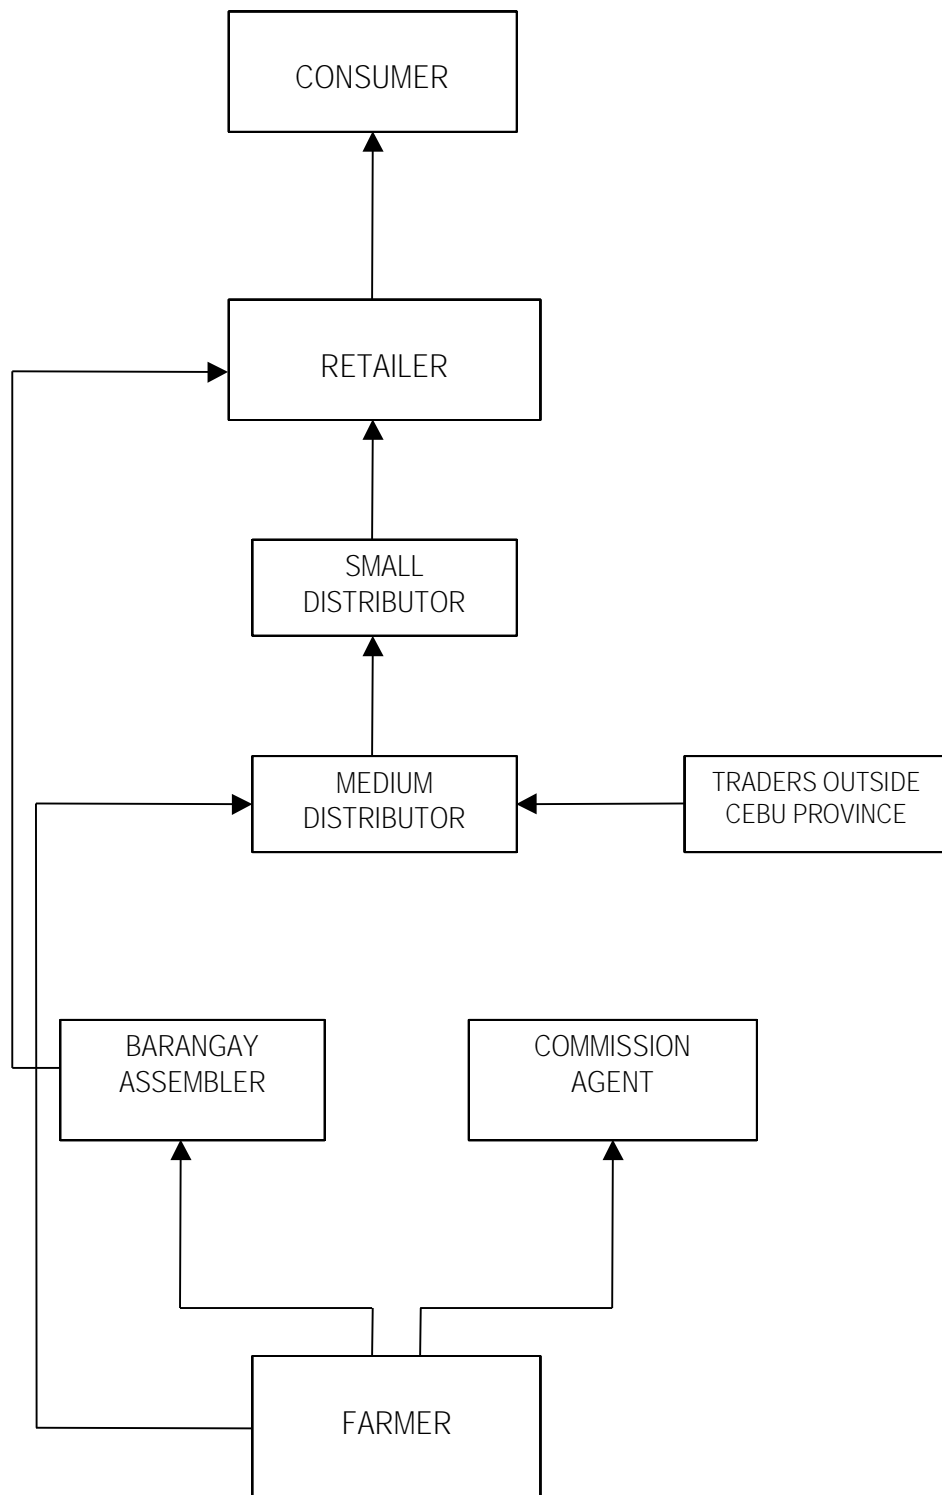 CONSUMER
RETAILER
SMALL
DISTRIBUTOR
MEDIUM
DISTRIBUTOR
TRADERS OUTSIDE
CEBU PROVINCE
BARANGAY
ASSEMBLER
COMMISSION
AGENT
FARMER